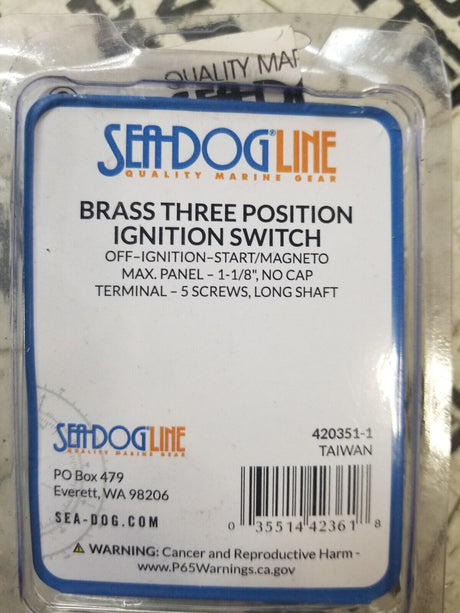 QUALITY MAR
SEA-DOG
SEA-DOG® LINE
QUALITY MARINE GEAR
BRASS THREE POSITION
IGNITION SWITCH
OFF–IGNITION–START/MAGNETO
MAX. PANEL – 1-1/8", NO CAP
TERMINAL – 5 SCREWS, LONG SHAFT
SEA-DOG LINE
QUALITY MARINE GEAR
420351-1
TAIWAN
PO Box 479
Everett, WA 98206
SEA-DOG.COM
0 35514 42361 8
⚠ WARNING: Cancer and Reproductive Harm -
www.P65Warnings.ca.gov